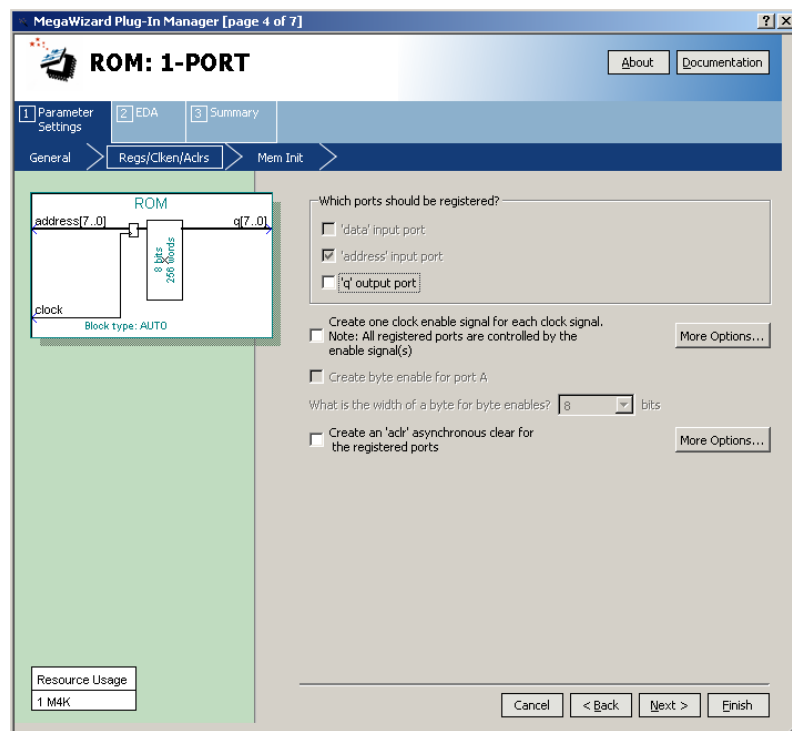 MegaWizard Plug-In Manager [page 4 of 7]
ROM: 1-PORT
About
Documentation
1 Parameter Settings
2 EDA
3 Summary
General
Regs/Clken/Aclrs
Mem Init
ROM
address[7..0]
q[7..0]
8 bits
256 Words
clock
Block type: AUTO
Which ports should be registered?
'data' input port
'address' input port
'q' output port
Create one clock enable signal for each clock signal.
Note: All registered ports are controlled by the
enable signal(s)
More Options...
Create byte enable for port A
What is the width of a byte for byte enables? 8 bits
Create an 'aclr' asynchronous clear for
the registered ports
More Options...
Resource Usage
1 M4K
Cancel
< Back
Next >
Finish